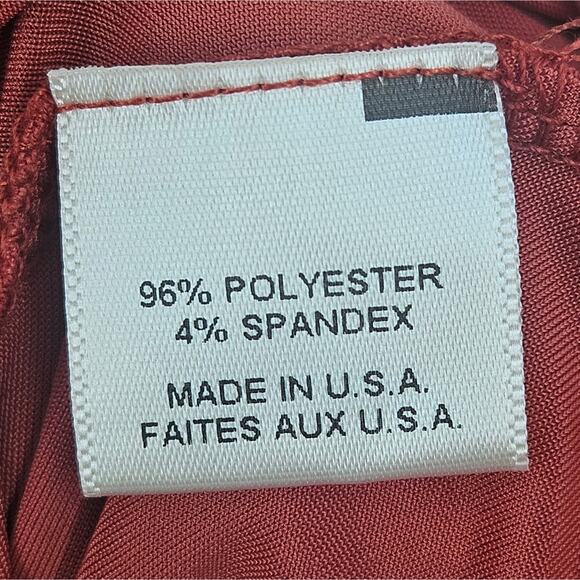 96% POLYESTER
4% SPANDEX
MADE IN U.S.A.
FAITES AUX U.S.A.